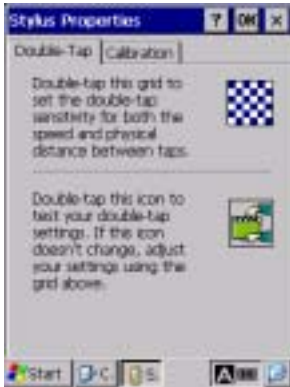 Stylus Properties ? OK ×
Double-Tap Calibration
Double-tap this grid to
set the double-tap
sensitivity for both the
speed and physical
distance between taps.
Double-tap this icon to
test your double-tap
settings. If this icon
doesn't change, adjust
your settings using the
grid above.
Start C. S. A